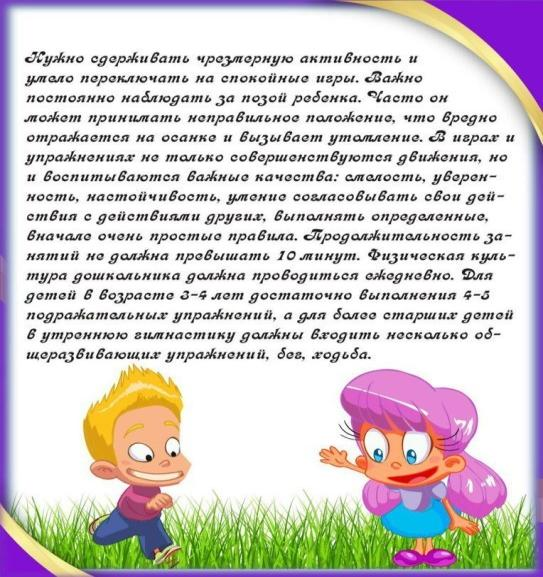 Нужно сдерживать чрезмерную активность и
умело переключать на спокойные игры. Важно
постоянно наблюдать за позой ребенка. Часто он
может принимать неправильное положение, что вредно
отражается на осанке и вызывает утомление. В играх и
упражнениях не только совершенствуются движения, но
и воспитываются важные качества: смелость, уверен-
ность, настойчивость, умение согласовывать свои дей-
ствия с действиями других, выполнять определенные,
вначале очень простые правила. Продолжительность за-
нятий не должна превышать 10 минут. Физическая куль-
тура дошкольника должна проводиться ежедневно. Для
детей в возрасте 3-4 лет достаточно выполнения 4-5
подражательных упражнений, а для более старших детей
в утреннюю гимнастику должны входить несколько об-
щеразвивающих упражнений, бег, ходьба.